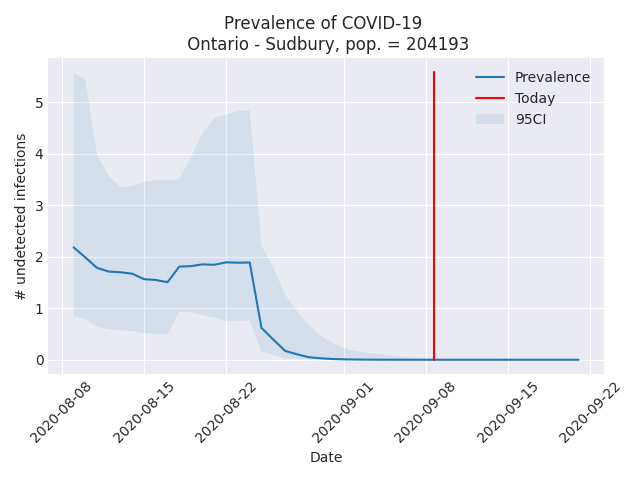 Prevalence of COVID-19
Ontario - Sudbury, pop. = 204193
Prevalence
Today
95CI
# undetected infections
5
4
3
2
1
0
2020-08-08
2020-08-15
2020-08-22
2020-09-01
2020-09-08
2020-09-15
2020-09-22
Date